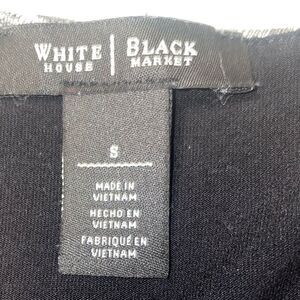 WHITE HOUSE | BLACK MARKET
S
MADE IN
VIETNAM
HECHO EN
VIETNAM
FABRIQUÉ EN
VIETNAM